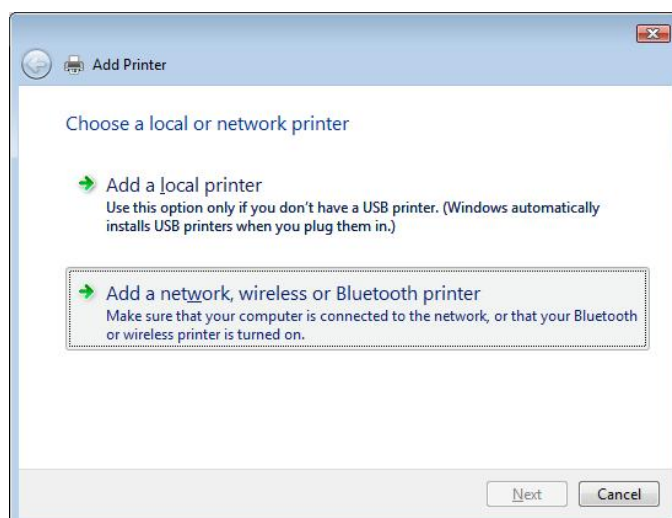 Add Printer
Choose a local or network printer
Add a local printer
Use this option only if you don't have a USB printer. (Windows automatically
installs USB printers when you plug them in.)
Add a network, wireless or Bluetooth printer
Make sure that your computer is connected to the network, or that your Bluetooth
or wireless printer is turned on.
Next Cancel